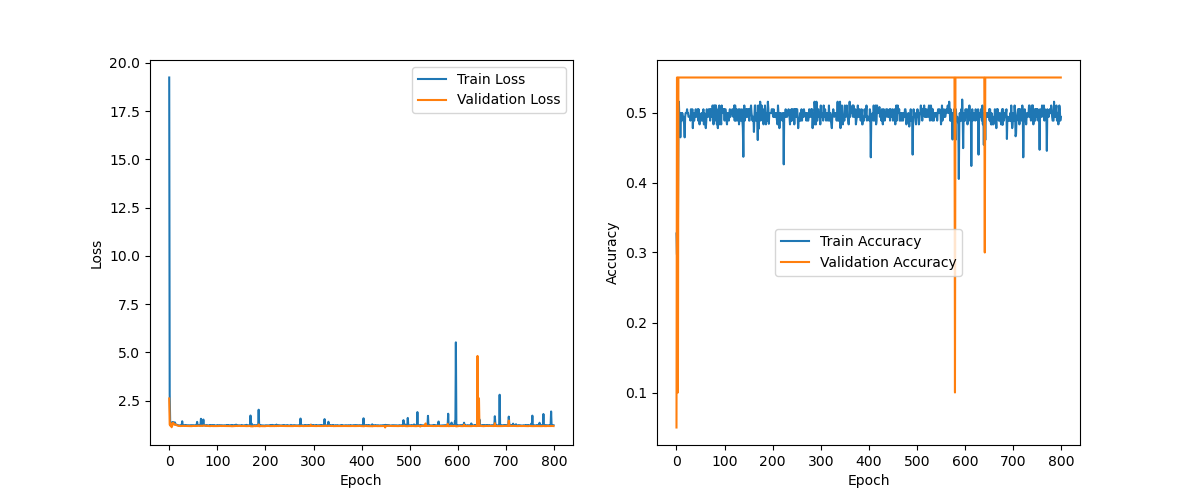 20.0
17.5
15.0
12.5
10.0
7.5
5.0
2.5
Loss
0 100 200 300 400 500 600 700 800
Epoch
Train Loss
Validation Loss
0.5
0.4
0.3
0.2
0.1
Accuracy
0 100 200 300 400 500 600 700 800
Epoch
Train Accuracy
Validation Accuracy